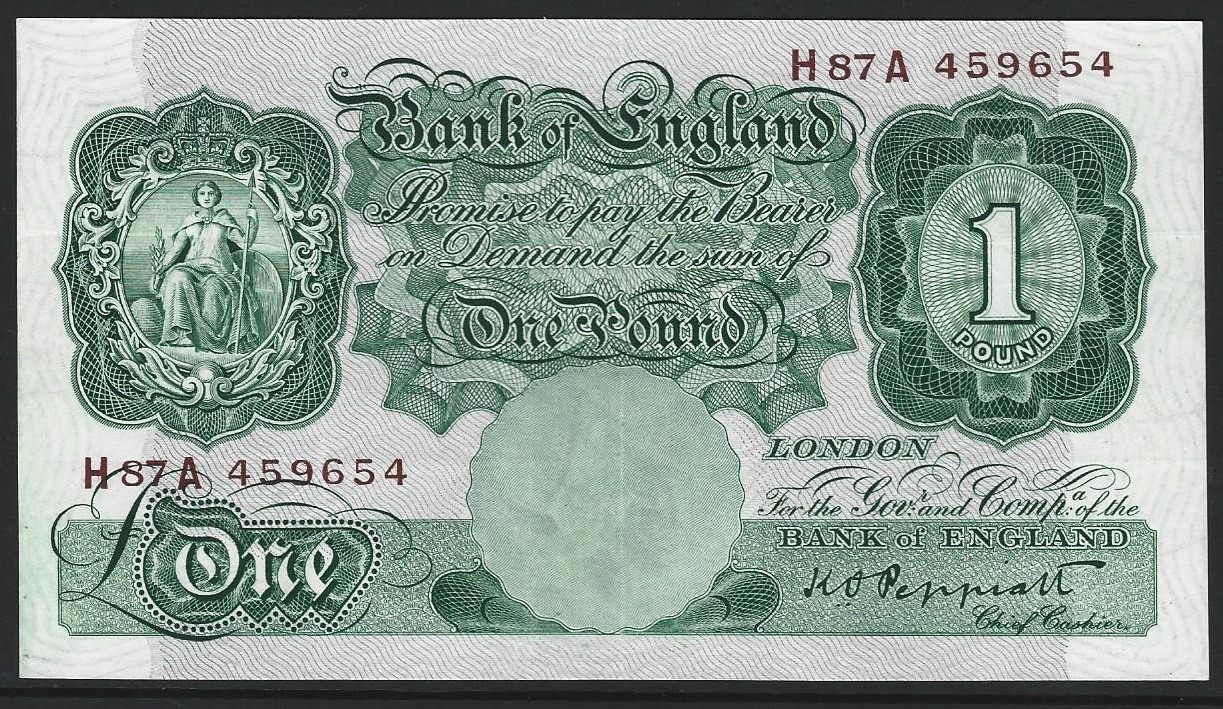 H87A 459654
Bank of England
Promise to pay the Bearer
on Demand the sum of
One Pound
1
POUND
H87A 459654
£One
LONDON
For the Govr. and Compa. of the
BANK of ENGLAND
K O Peppiatt
Chief Cashier.